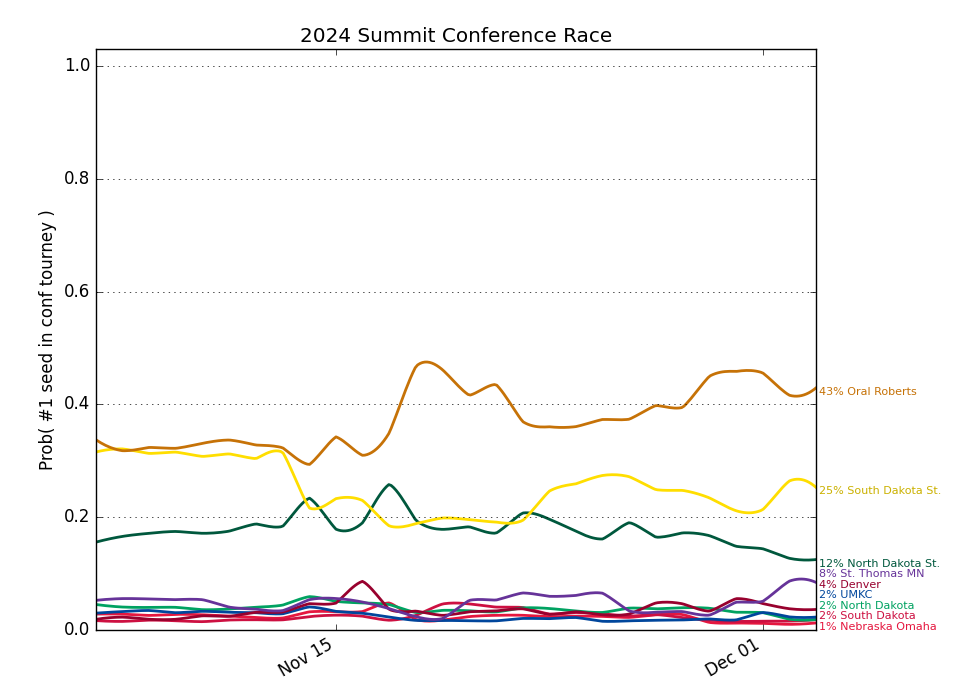 2024 Summit Conference Race
Prob( #1 seed in conf tourney )
1.0
0.8
0.6
0.4
0.2
0.0
Nov 15
Dec 01
43% Oral Roberts
25% South Dakota St.
12% North Dakota St.
8% St. Thomas MN
4% Denver
2% UMKC
2% North Dakota
2% South Dakota
1% Nebraska Omaha